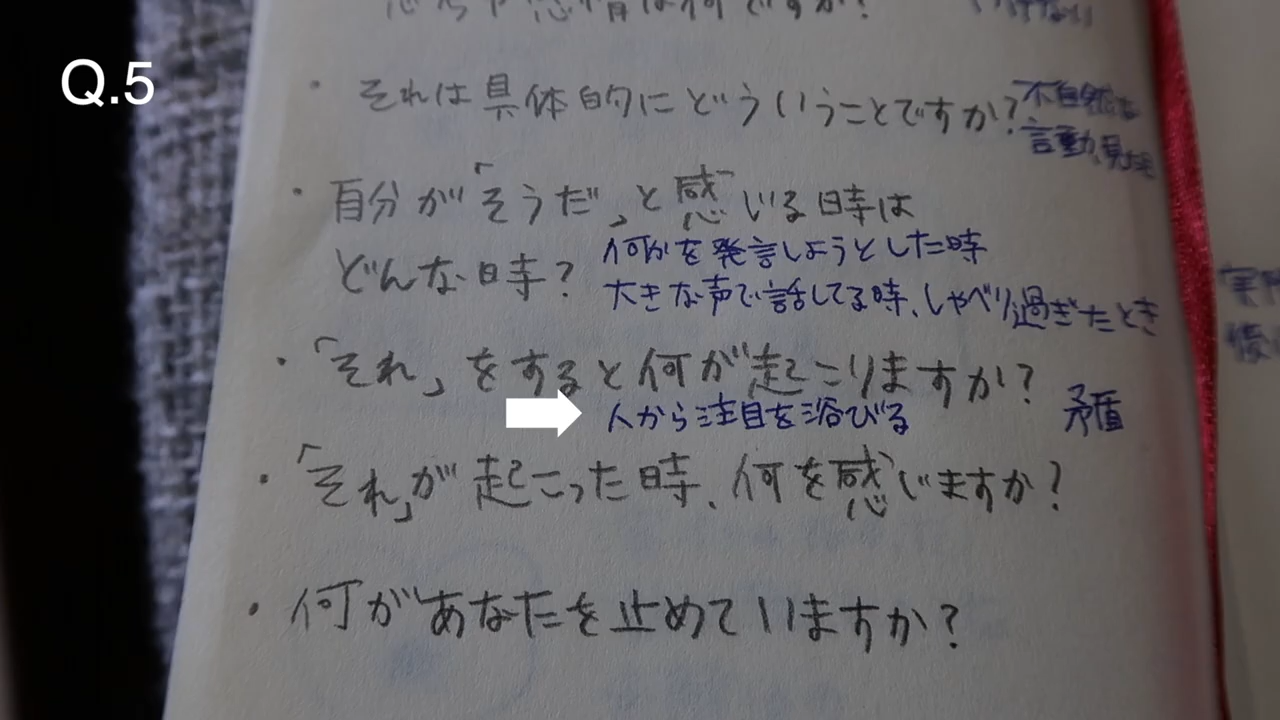 Q.5
・それは具体的にどういうことですか?
言動、見た目
・自分が「そうだ」と感じる時は
どんな時?
何かを発言しようとした時
大きな声で話してる時、しゃべり過ぎたとき
・「それ」をすると何が起こりますか?
人から注目を浴びる
矛盾
・「それ」が起こった時、何を感じますか?
・何があなたを止めていますか?